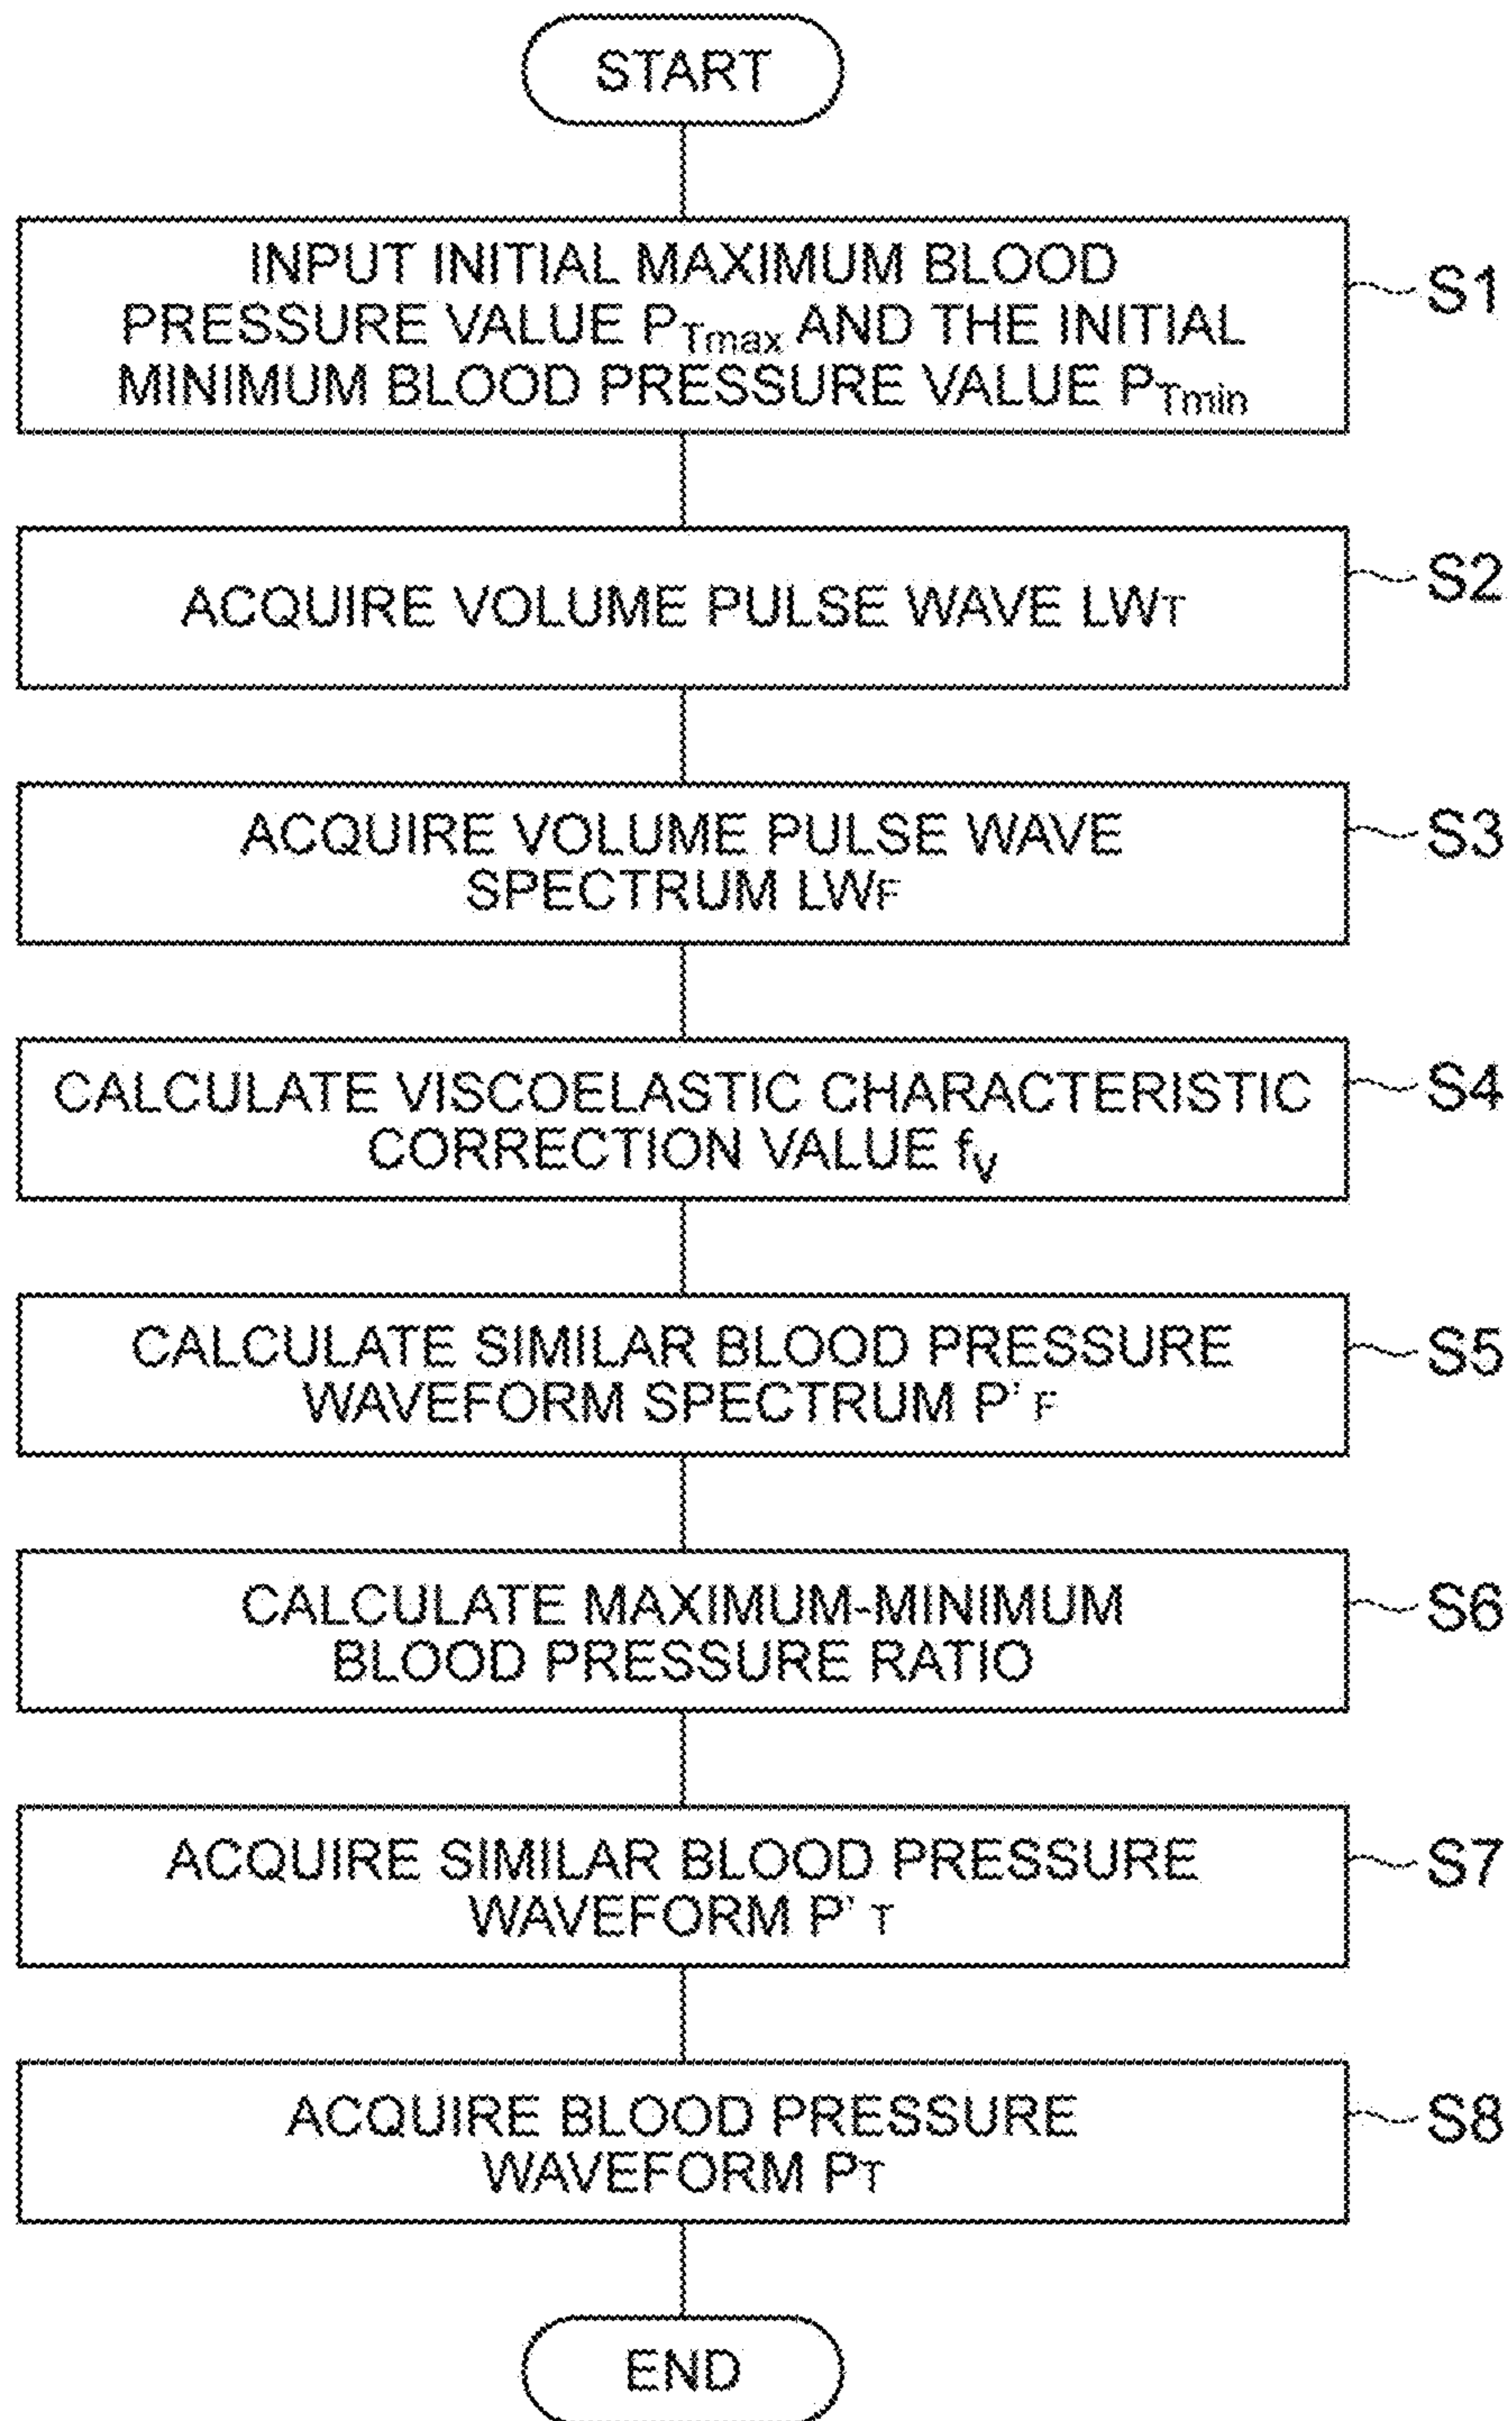 START
INPUT INITIAL MAXIMUM BLOOD
PRESSURE VALUE PTmax AND THE INITIAL
MINIMUM BLOOD PRESSURE VALUE PTmin
S1
ACQUIRE VOLUME PULSE WAVE LWT
S2
ACQUIRE VOLUME PULSE WAVE
SPECTRUM LWF
S3
CALCULATE VISCOELASTIC CHARACTERISTIC
CORRECTION VALUE fv
S4
CALCULATE SIMILAR BLOOD PRESSURE
WAVEFORM SPECTRUM P'F
S5
CALCULATE MAXIMUM-MINIMUM
BLOOD PRESSURE RATIO
S6
ACQUIRE SIMILAR BLOOD PRESSURE
WAVEFORM P'T
S7
ACQUIRE BLOOD PRESSURE
WAVEFORM PT
S8
END